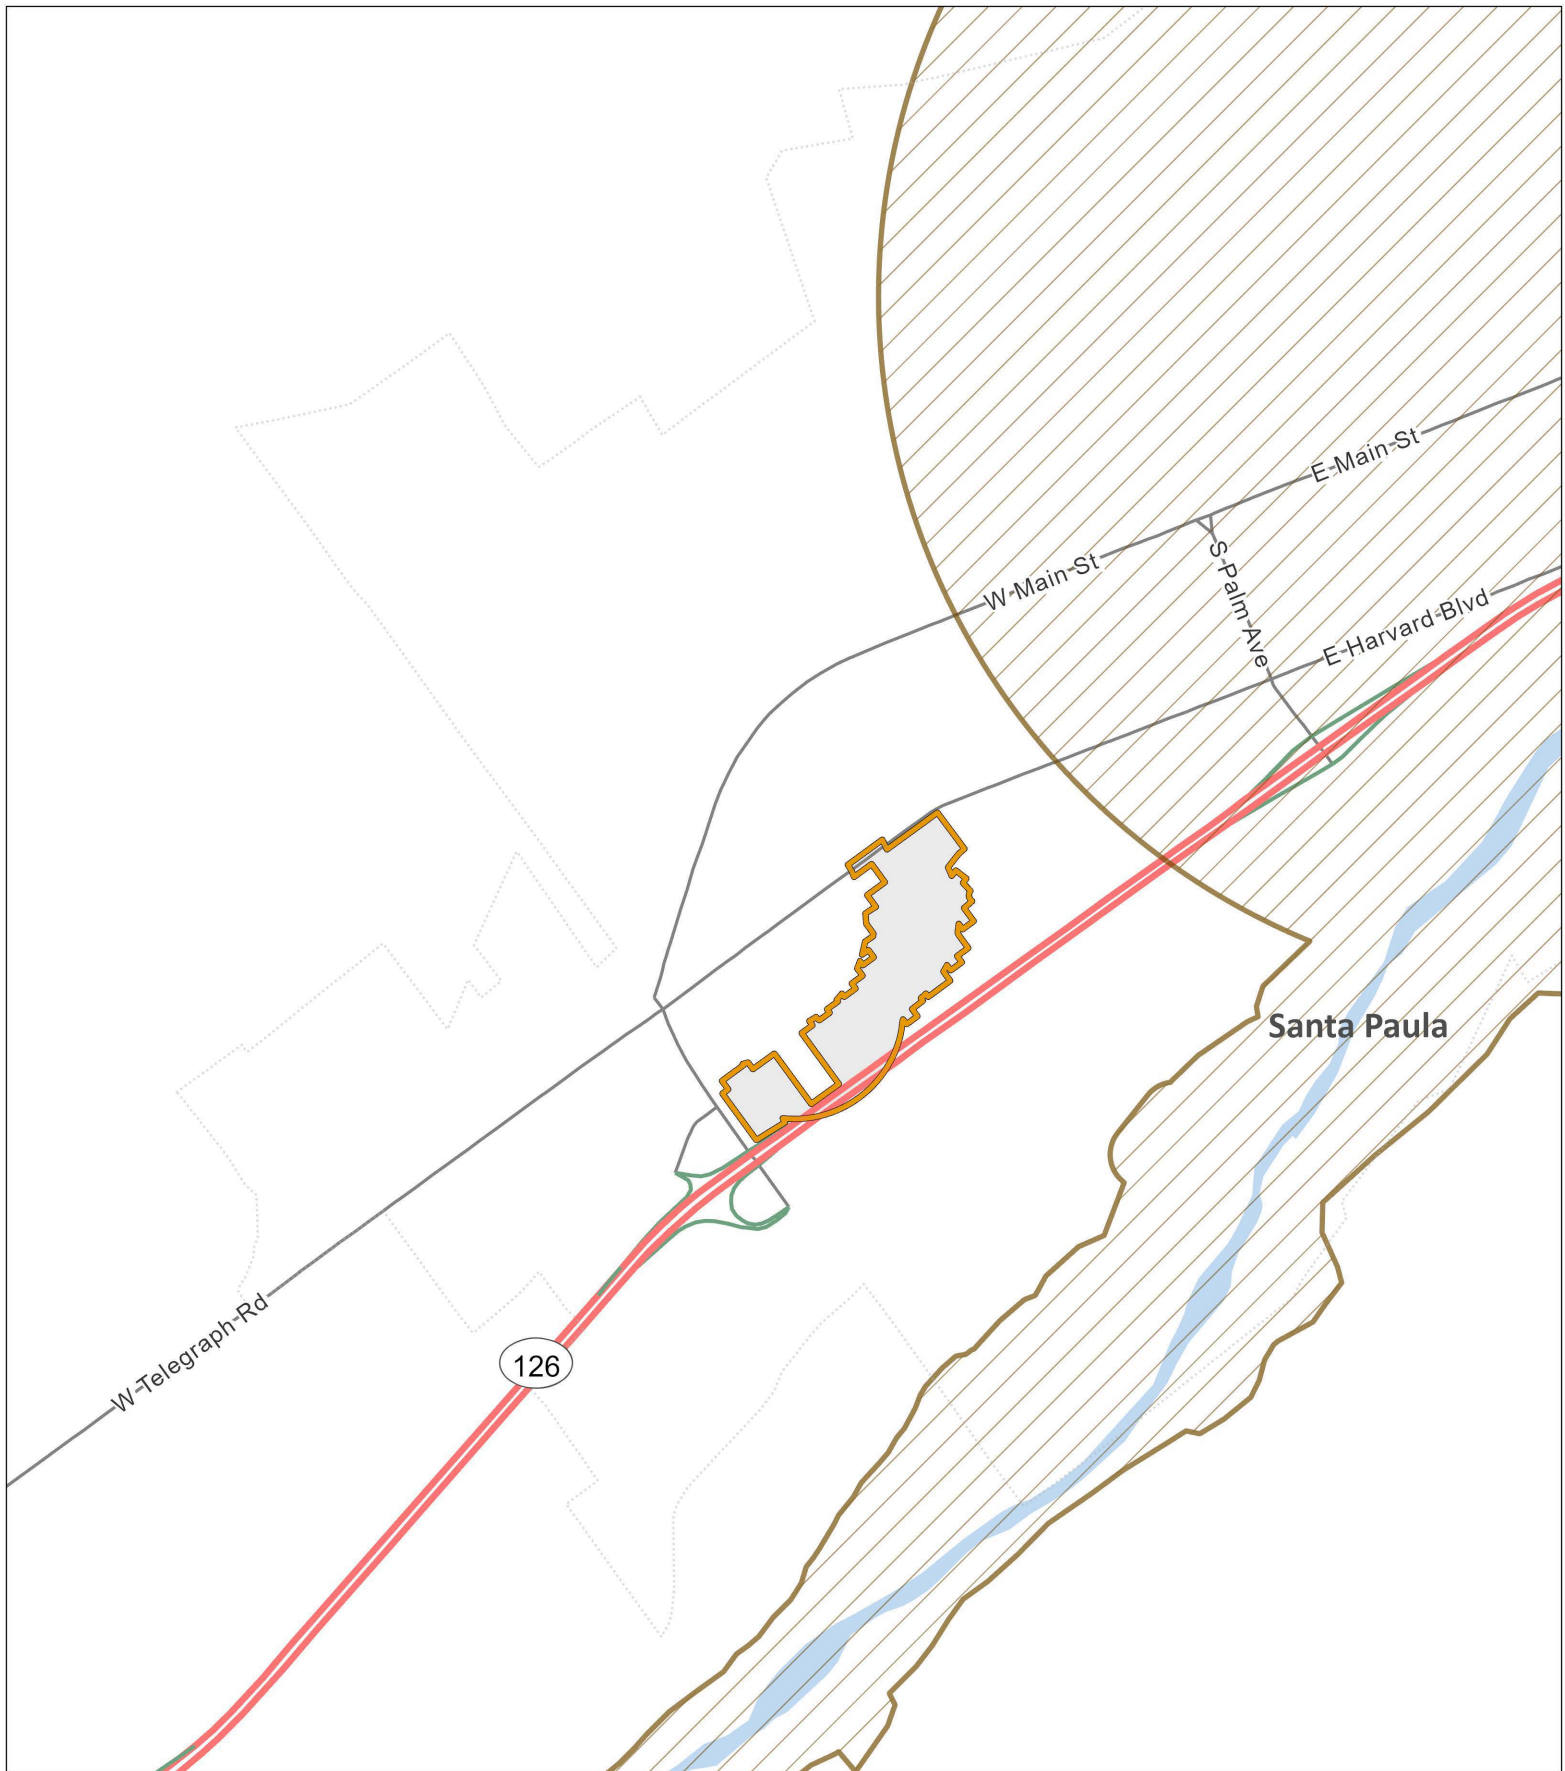 E-Main-St
W-Main-St
S-Palm-Ave
E-Harvard-Blvd
Santa Paula
W-Telegraph-Rd
126